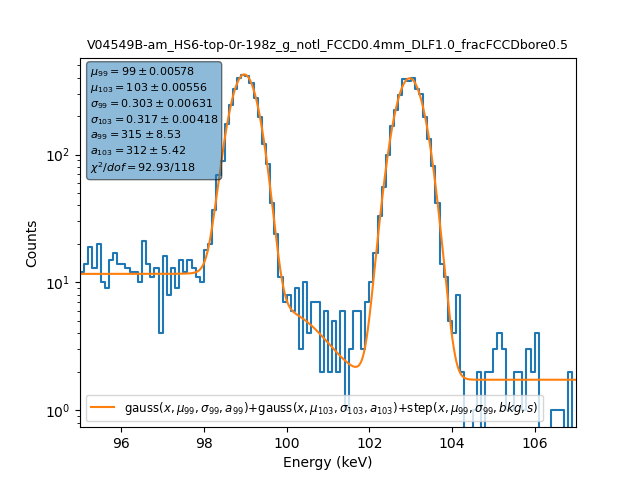 V04549B-am_HS6-top-0r-198z_g_notl_FCCD0.4mm_DLF1.0_fracFCCDbore0.5
μ₉₉ = 99 ± 0.00578
μ₁₀₃ = 103 ± 0.00556
σ₉₉ = 0.303 ± 0.00631
σ₁₀₃ = 0.317 ± 0.00418
a₉₉ = 315 ± 8.53
a₁₀₃ = 312 ± 5.42
χ²/dof = 92.93/118
10²
10¹
10⁰
Counts
gauss(x, μ₉₉, σ₉₉, a₉₉)+gauss(x, μ₁₀₃, σ₁₀₃, a₁₀₃)+step(x, μ₉₉, σ₉₉, bkg, s)
96 98 100 102 104 106
Energy (keV)